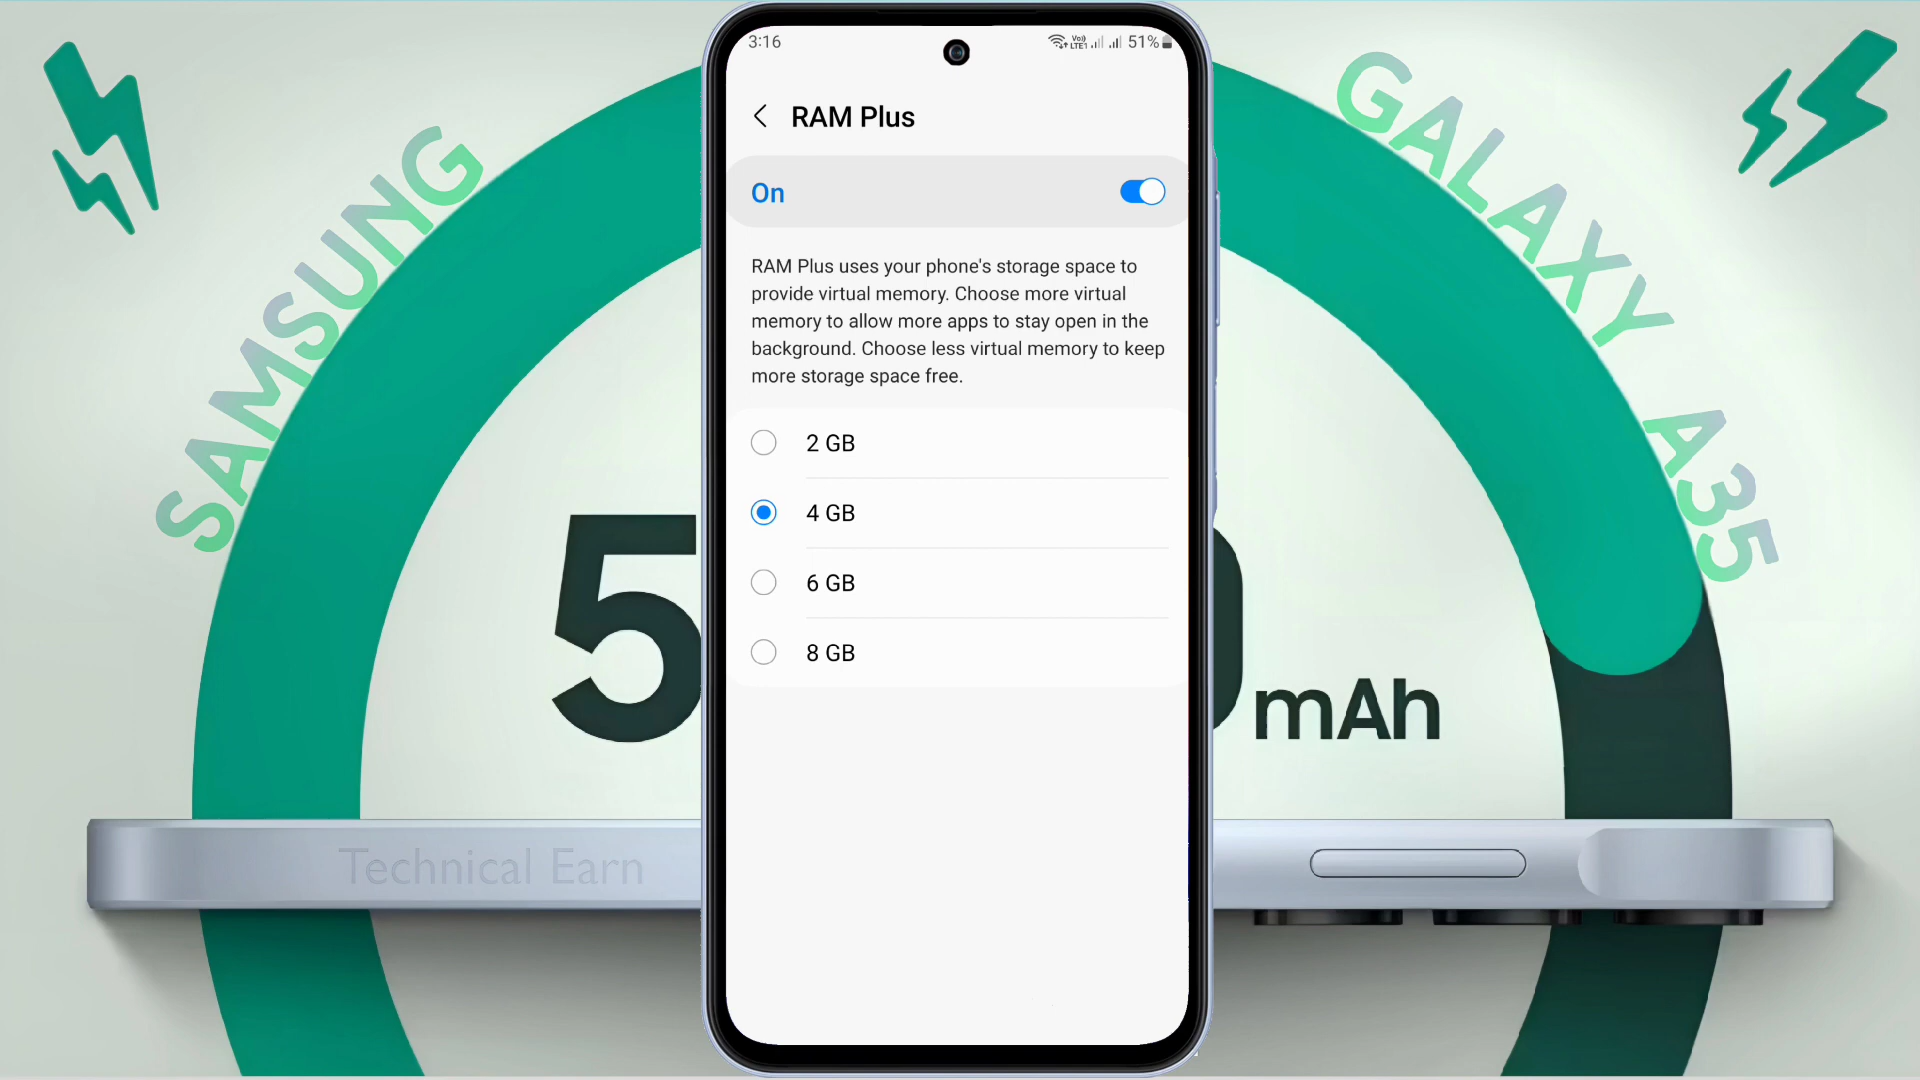 SAMSUNG
GALAXY A35
3:16
Vo))
LTE1
51%
RAM Plus
On
RAM Plus uses your phone's storage space to
provide virtual memory. Choose more virtual
memory to allow more apps to stay open in the
background. Choose less virtual memory to keep
more storage space free.
2 GB
4 GB
6 GB
8 GB
5
mAh
Technical Earn